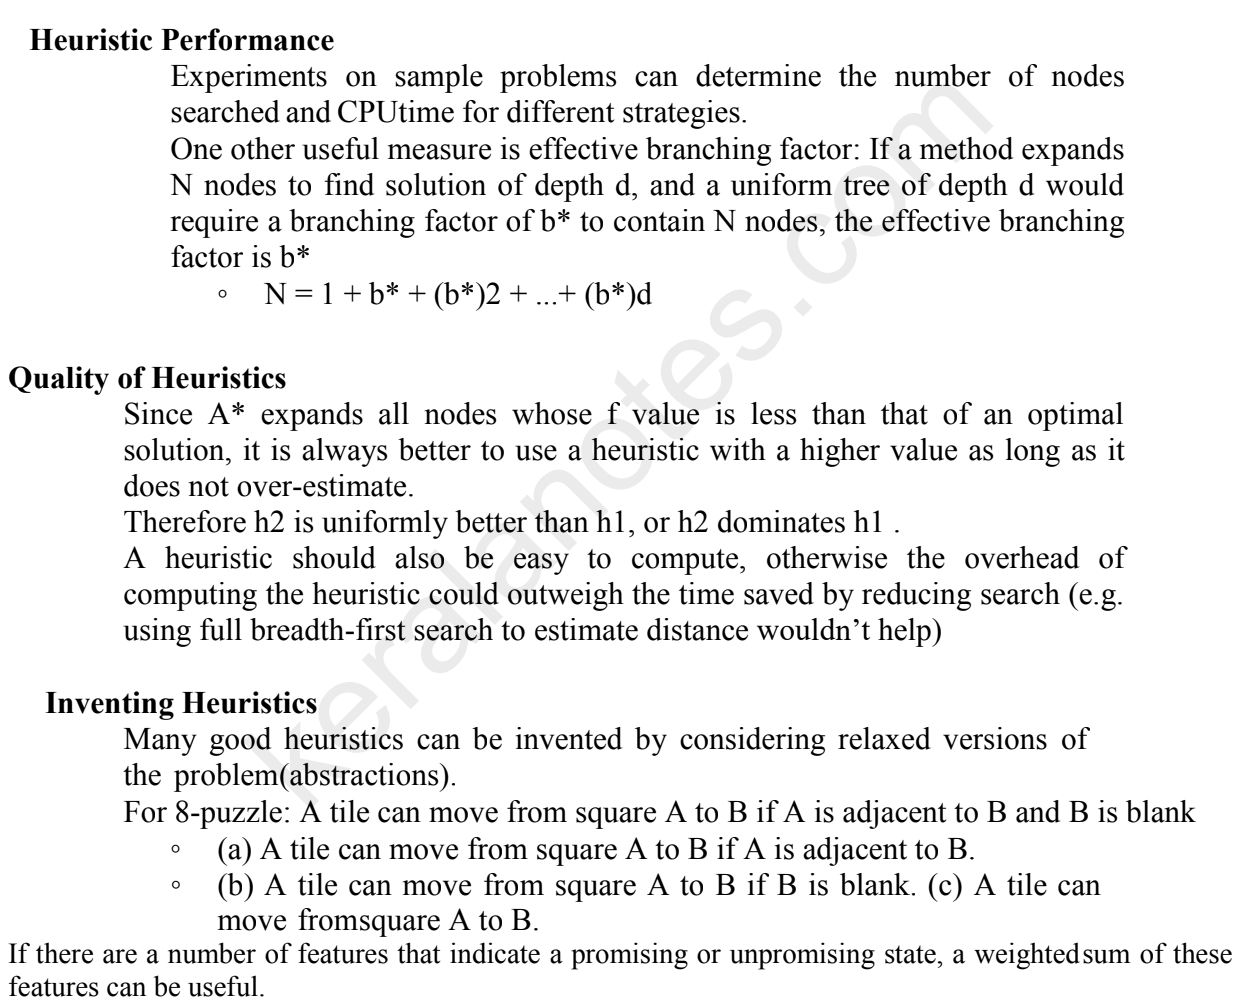 Heuristic Performance
Experiments on sample problems can determine the number of nodes
searched and CPUtime for different strategies.
One other useful measure is effective branching factor: If a method expands
N nodes to find solution of depth d, and a uniform tree of depth d would
require a branching factor of b* to contain N nodes, the effective branching
factor is b*
◦ N = 1 + b* + (b*)2 + ...+ (b*)d
Quality of Heuristics
Since A* expands all nodes whose f value is less than that of an optimal
solution, it is always better to use a heuristic with a higher value as long as it
does not over-estimate.
Therefore h2 is uniformly better than h1, or h2 dominates h1 .
A heuristic should also be easy to compute, otherwise the overhead of
computing the heuristic could outweigh the time saved by reducing search (e.g.
using full breadth-first search to estimate distance wouldn’t help)
Inventing Heuristics
Many good heuristics can be invented by considering relaxed versions of
the problem(abstractions).
For 8-puzzle: A tile can move from square A to B if A is adjacent to B and B is blank
◦ (a) A tile can move from square A to B if A is adjacent to B.
◦ (b) A tile can move from square A to B if B is blank. (c) A tile can
move fromsquare A to B.
If there are a number of features that indicate a promising or unpromising state, a weightedsum of these
features can be useful.
keralanotes.com